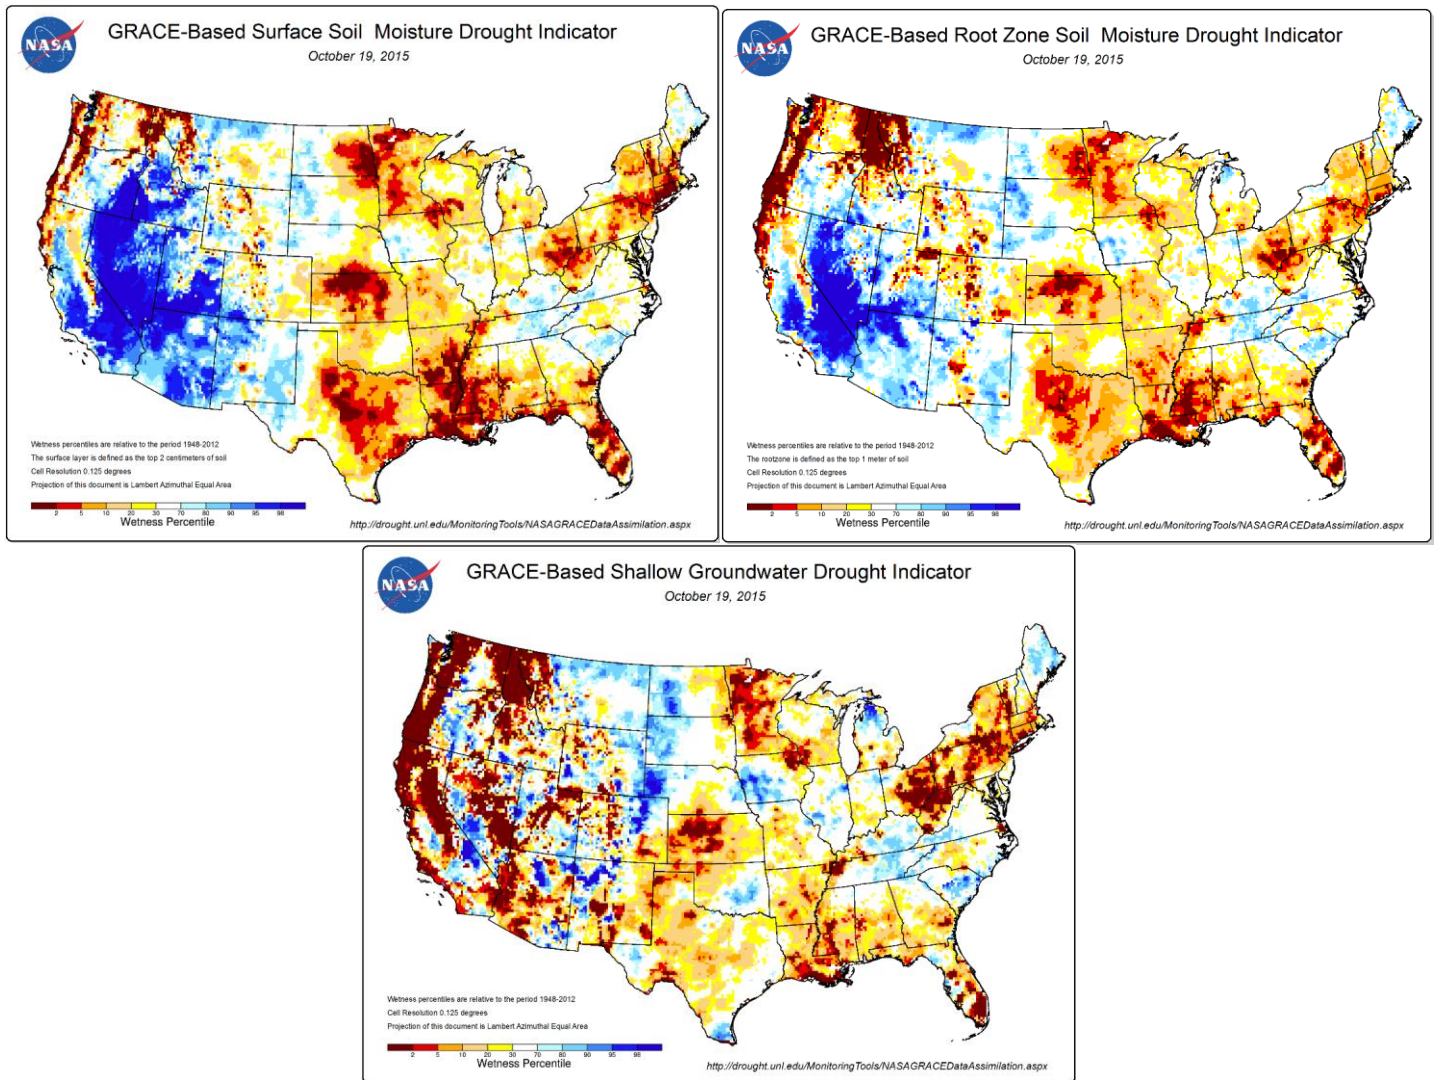 NASA
GRACE-Based Surface Soil  Moisture Drought Indicator
October 19, 2015
Wetness percentiles are relative to the period 1948-2012
The surface layer is defined as the top 2 centimeters of soil
Cell Resolution 0.125 degrees
Projection of this document is Lambert Azimuthal Equal Area
2 5 10 20 30 70 80 90 95 98
Wetness Percentile
http://drought.unl.edu/MonitoringTools/NASAGRACEDataAssimilation.aspx
NASA
GRACE-Based Root Zone Soil  Moisture Drought Indicator
October 19, 2015
Wetness percentiles are relative to the period 1948-2012
The rootzone is defined as the top 1 meter of soil
Cell Resolution 0.125 degrees
Projection of this document is Lambert Azimuthal Equal Area
2 5 10 20 30 70 80 90 95 98
Wetness Percentile
http://drought.unl.edu/MonitoringTools/NASAGRACEDataAssimilation.aspx
NASA
GRACE-Based Shallow Groundwater Drought Indicator
October 19, 2015
Wetness percentiles are relative to the period 1948-2012
Cell Resolution 0.125 degrees
Projection of this document is Lambert Azimuthal Equal Area
2 5 10 20 30 70 80 90 95 98
Wetness Percentile
http://drought.unl.edu/MonitoringTools/NASAGRACEDataAssimilation.aspx